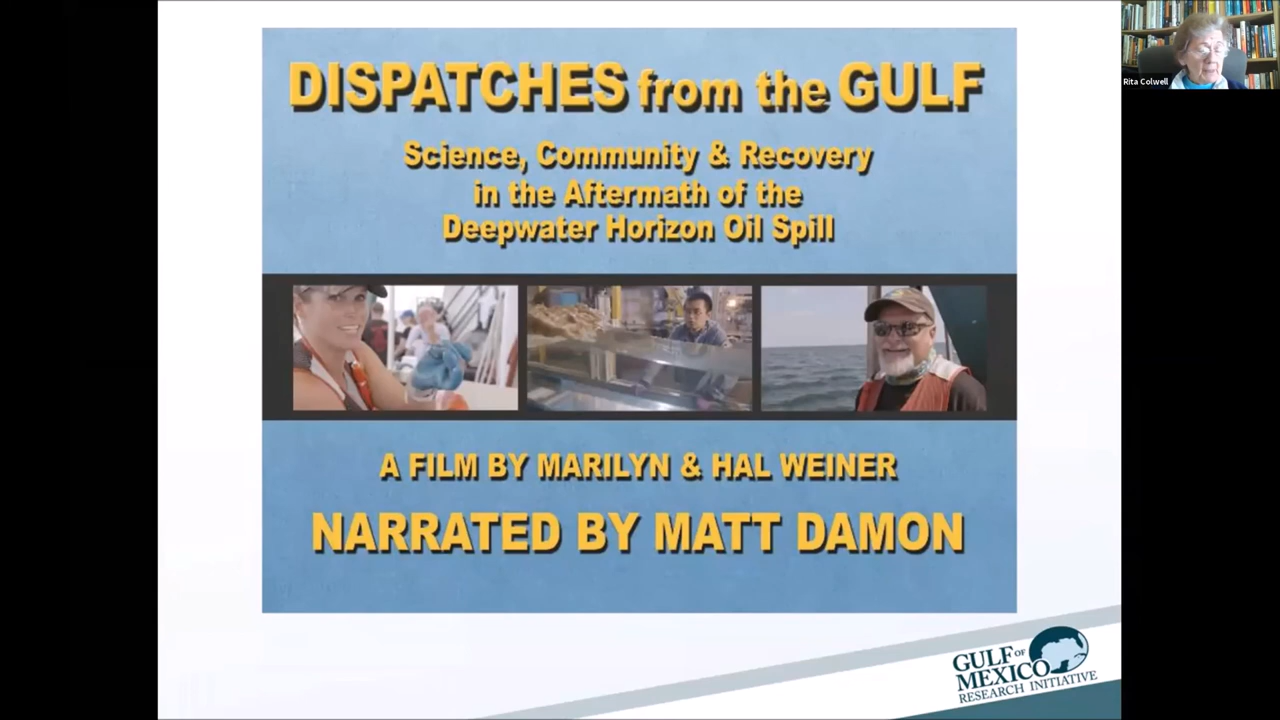 DISPATCHES from the GULF
Science, Community & Recovery
in the Aftermath of the
Deepwater Horizon Oil Spill
A FILM BY MARILYN & HAL WEINER
NARRATED BY MATT DAMON
GULF OF
MEXICO
RESEARCH INITIATIVE
Rita Colwell